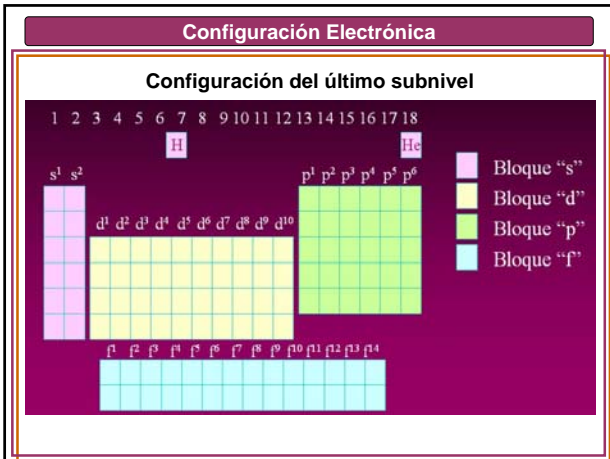 Configuración Electrónica
Configuración del último subnivel
1 2 3 4 5 6 7 8 9 10 11 12 13 14 15 16 17 18
H He
s¹ s² p¹ p² p³ p⁴ p⁵ p⁶
d¹ d² d³ d⁴ d⁵ d⁶ d⁷ d⁸ d⁹ d¹⁰
f¹ f² f³ f⁴ f⁵ f⁶ f⁷ f⁸ f⁹ f¹⁰ f¹¹ f¹² f¹³ f¹⁴
Bloque “s”
Bloque “d”
Bloque “p”
Bloque “f”